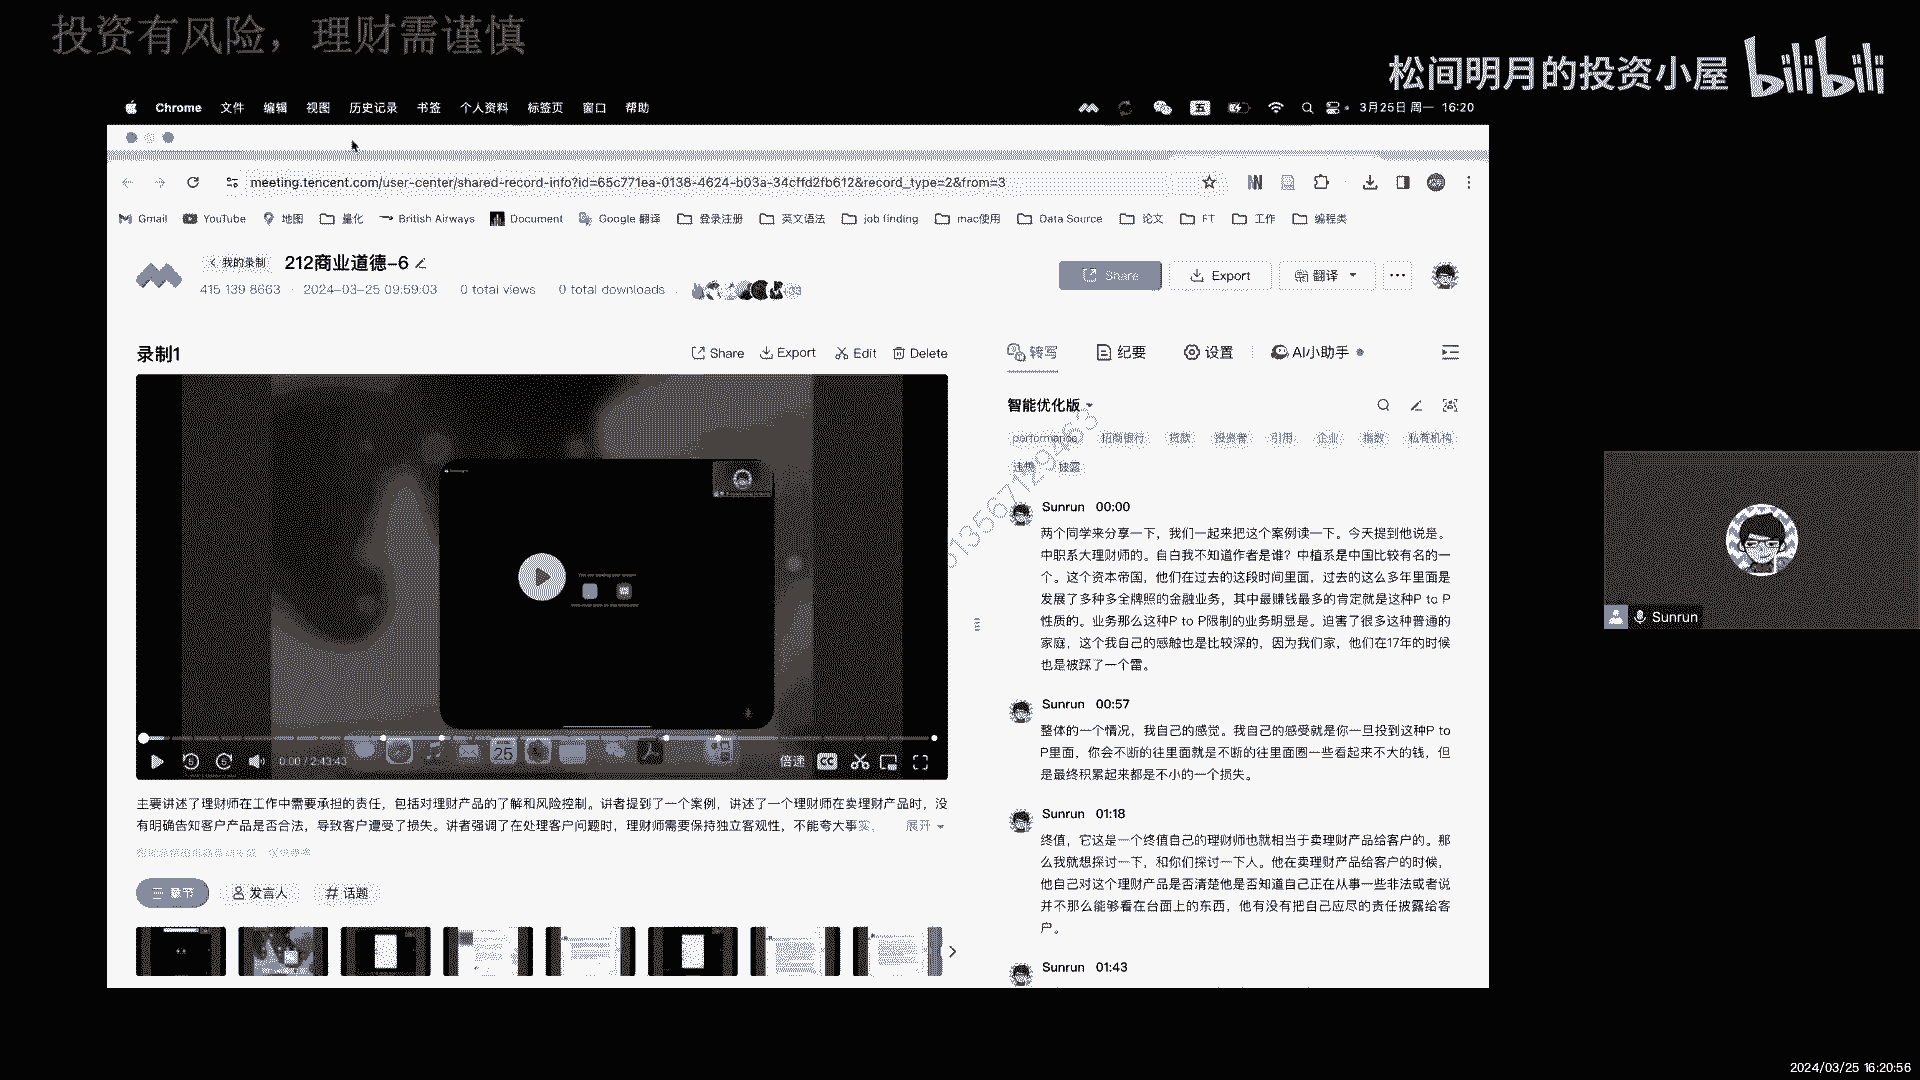 投资有风险，理财需谨慎
松间明月的投资小屋 bilibili
Chrome 文件 编辑 视图 历史记录 书签 个人资料 标签页 窗口 帮助
五 3月25日 周一 16:20
meeting.tencent.com/user-center/shared-record-info?id=65c771ea-0138-4624-b03a-34cffd2fb612&record_type=2&from=3
Gmail YouTube 地图 量化 British Airways Document Google 翻译 登录注册 英文语法 job finding mac使用 Data Source 论文 FT 工作 编程类
我的录制 212商业道德-6
415 139 8663 · 2024-03-25 09:59:03 0 total views 0 total downloads
Share Export 翻译
录制1
Share Export Edit Delete
转写 纪要 设置 AI小助手
智能优化版
performance 招商银行 贷款 投资者 引用 企业 指数 私有机构
披露
Sunrun 00:00
两个同学来分享一下，我们一起来把这个案例读一下。今天提到他说是。
中职系大理财师的。自白我不知道作者是谁？中植系是中国比较有名的一
个。这个资本帝国，他们在过去的这段时间里面，过去的这么多年里面是
发展了多种多全牌照的金融业务，其中最赚钱最多的肯定就是这种P to P
性质的。业务那么这种P to P限制的业务明显是。迫害了很多这种普通的
家庭，这个我自己的感触也是比较深的，因为我们家，他们在17年的时候
也是被踩了一个雷。
Sunrun 00:57
整体的一个情况，我自己的感觉。我自己的感受就是你一旦投到这种P to
P里面，你会不断的往里面就是不断的往里面圈一些看起来不大的钱，但
是最终积累起来都是不小的一个损失。
Sunrun 01:18
终值，它这是一个终值自己的理财师也就相当于卖理财产品给客户的。那
么我就想探讨一下，和你们探讨一下人。他在卖理财产品给客户的时候，
他自己对这个理财产品是否清楚他是否知道自己正在从事一些非法或者说
并不那么能够看在台面上的东西，他有没有把自己应尽的责任披露给客
户。
Sunrun 01:43
25
0:00 / 2:43:43 倍速 CC
主要讲述了理财师在工作中需要承担的责任，包括对理财产品的了解和风险控制。讲者提到了一个案例，讲述了一个理财师在卖理财产品时，没
有明确告知客户产品是否合法，导致客户遭受了损失。讲者强调了在处理客户问题时，理财师需要保持独立客观性，不能夸大事实， 展开
章节 发言人 # 话题
Sunrun
2024/03/25 16:20:56